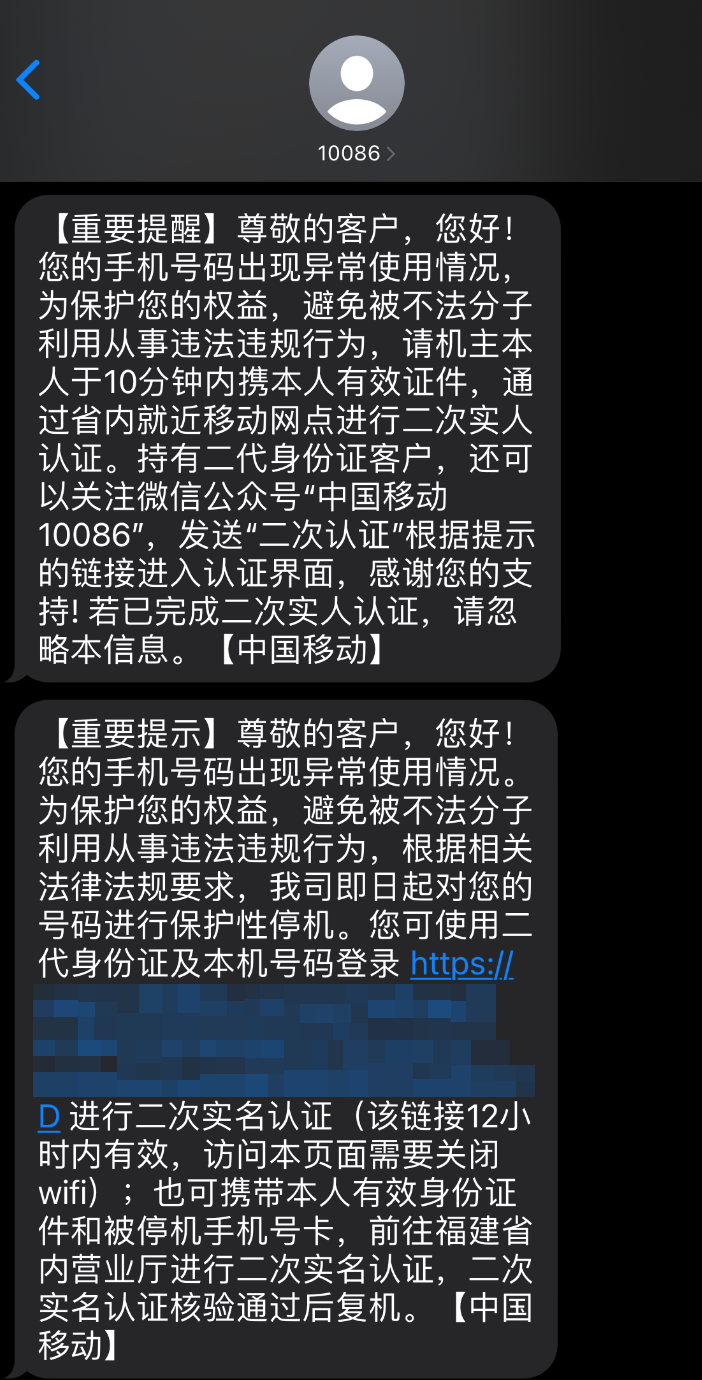 10086
【重要提醒】尊敬的客户，您好！
您的手机号码出现异常使用情况，
为保护您的权益，避免被不法分子
利用从事违法违规行为，请机主本
人于10分钟内携本人有效证件，通
过省内就近移动网点进行二次实人
认证。持有二代身份证客户，还可
以关注微信公众号“中国移动
10086”，发送“二次认证”根据提示
的链接进入认证界面，感谢您的支
持! 若已完成二次实人认证，请忽
略本信息。【中国移动】
【重要提示】尊敬的客户，您好！
您的手机号码出现异常使用情况。
为保护您的权益，避免被不法分子
利用从事违法违规行为，根据相关
法律法规要求，我司即日起对您的
号码进行保护性停机。您可使用二
代身份证及本机号码登录 https://
D 进行二次实名认证（该链接12小
时内有效，访问本页面需要关闭
wifi）；也可携带本人有效身份证
件和被停机手机号卡，前往福建省
内营业厅进行二次实名认证，二次
实名认证核验通过后复机。【中国
移动】